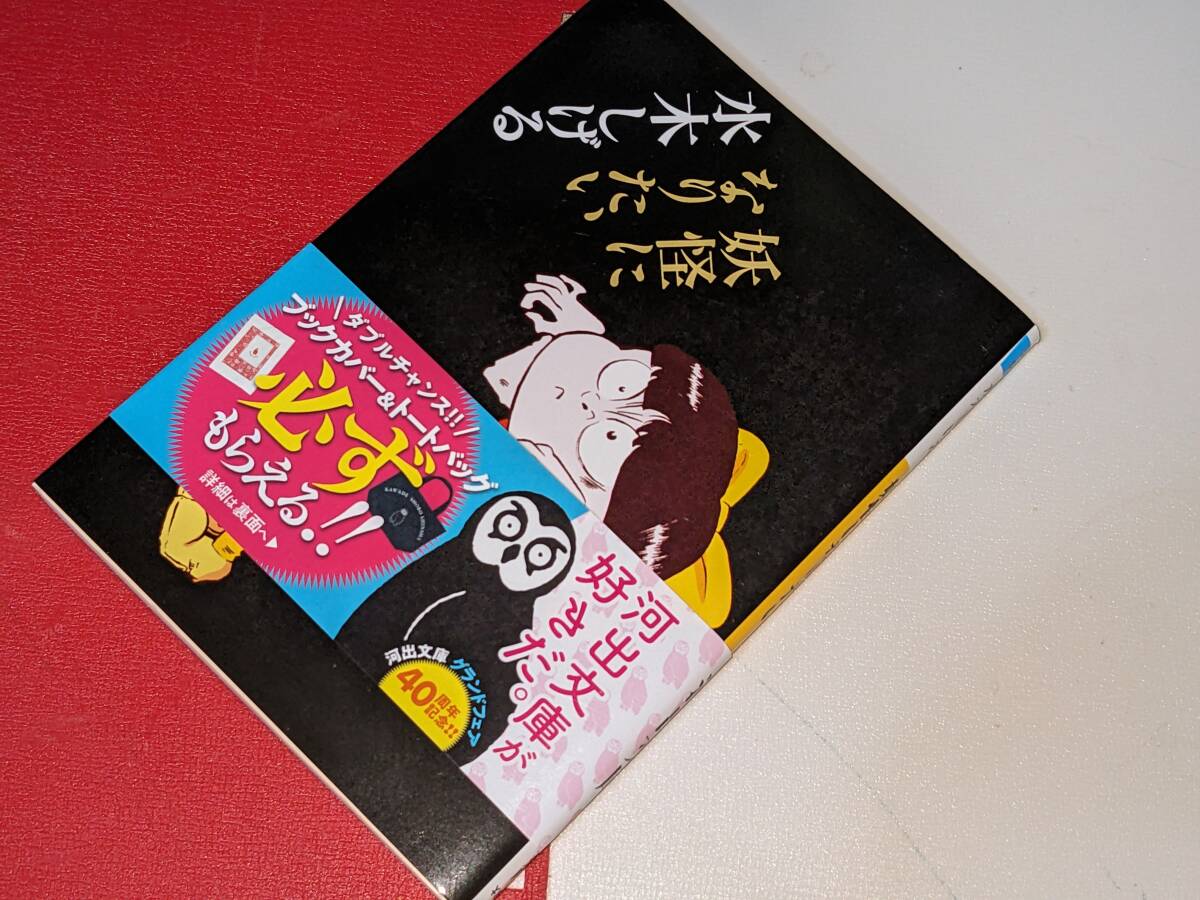 水木しげる
妖怪に
なりたい
\ダブルチャンス!!/
ブックカバー&トートバッグ
必ず
もらえる!!
詳細は裏面へ▶
KAWADE SHOBO SHINSHA
河出文庫が
好きだ。
河出文庫 グランドフェア
40周年
記念!!